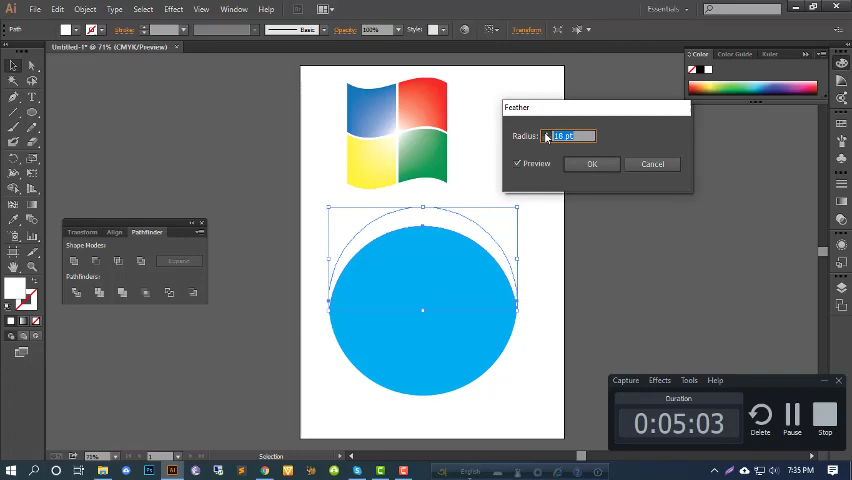 Ai File Edit Object Type Select Effect View Window Help
Essentials
Path Stroke: Basic Opacity: 100% Style: Transform
Untitled-1* @ 71% (CMYK/Preview) ×
Color Color Guide Kuler
Feather
Radius: 18 pt
Preview OK Cancel
Transform Align Pathfinder
Shape Modes:
Expand
Pathfinders:
Capture Effects Tools Help
Duration
0:05:03
Delete Pause Stop
71% 1 Selection
English
7:35 PM